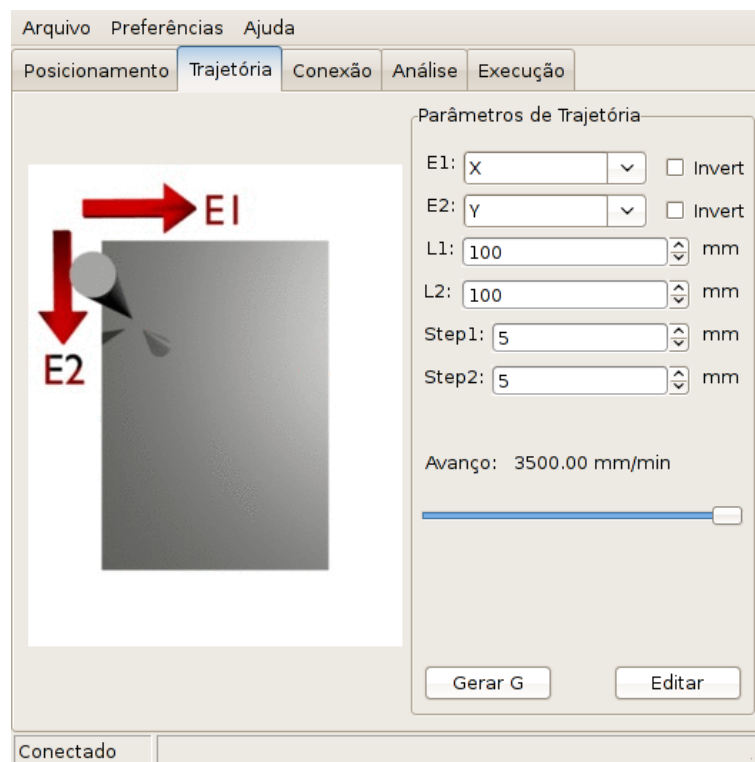 Arquivo Preferências Ajuda
Posicionamento Trajetória Conexão Análise Execução
Parâmetros de Trajetória
E1: X Invert
E2: Y Invert
L1: 100 mm
L2: 100 mm
Step1: 5 mm
Step2: 5 mm
Avanço: 3500.00 mm/min
Gerar G Editar
E1
E2
Conectado